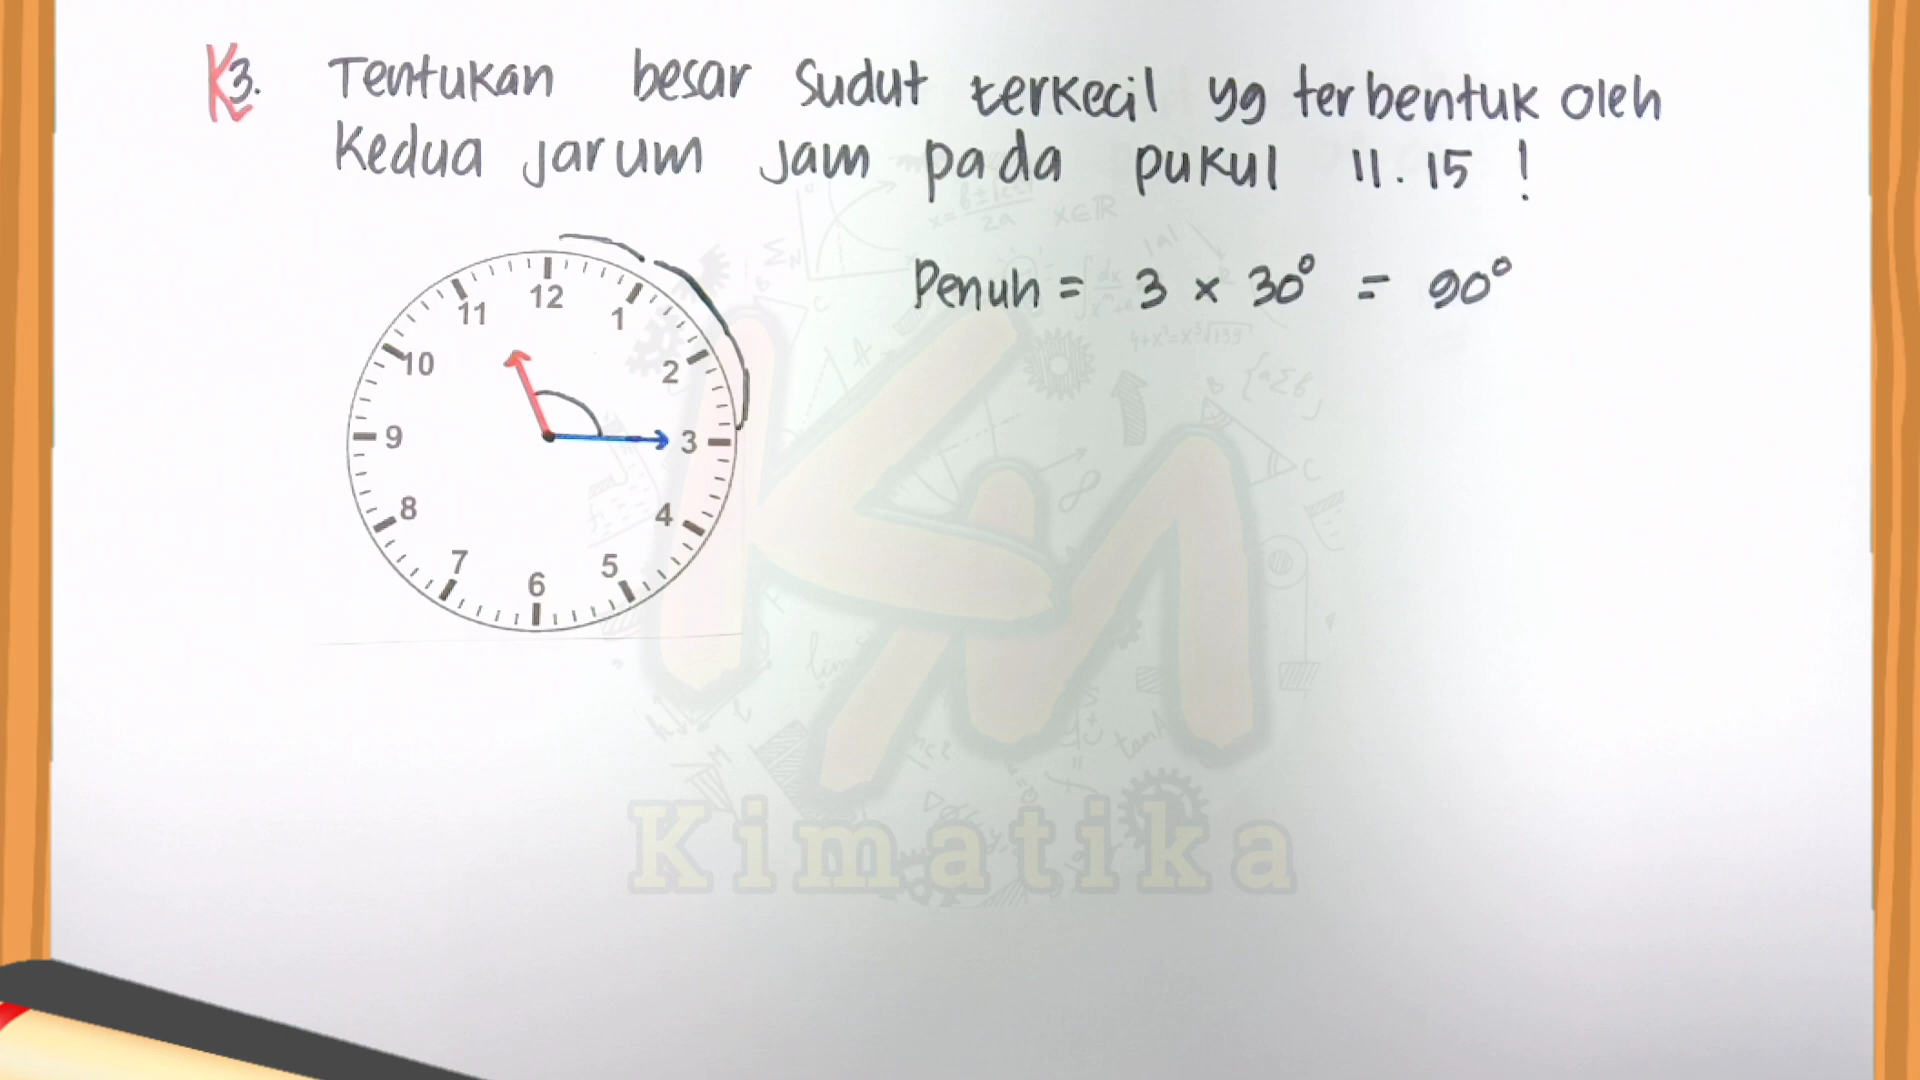 K3. Tentukan besar sudut terkecil yg terbentuk oleh
kedua jarum jam pada pukul 11.15 !
Penuh = 3 x 30° = 90°
12
11
1
10
2
9
3
8
4
7
5
6
KM
Kimatika